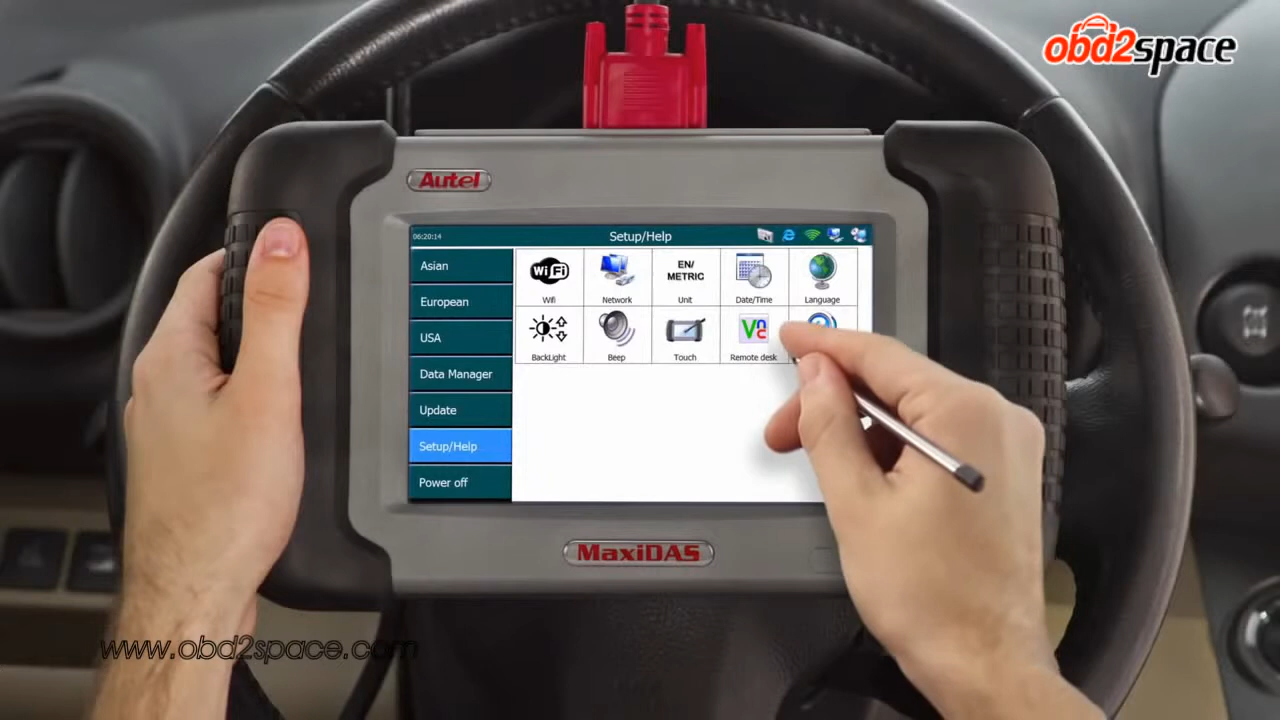 obd2space
Autel
06:20:14
Setup/Help
Asian
European
USA
Data Manager
Update
Setup/Help
Power off
WiFi
Wifi
Network
EN/
METRIC
Unit
Date/Time
Language
BackLight
Beep
Touch
VNC
Remote desk
MaxiDAS
www.obd2space.com